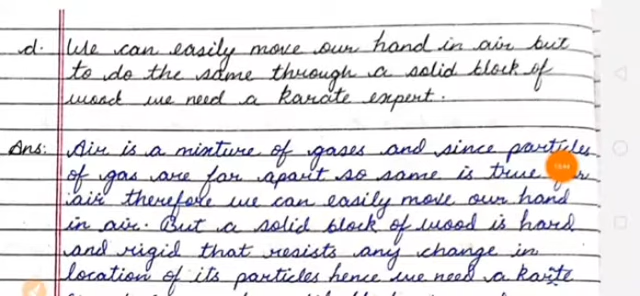 d. We can easily move our hand in air but
to do the same through a solid block of
wood we need a karate expert.
Ans: Air is a mixture of gases and since particles
of gas are far apart so same is true
air therefore we can easily move our hand
in air. But a solid block of wood is hard
and rigid that resists any change in
location of its particles hence we need a karate